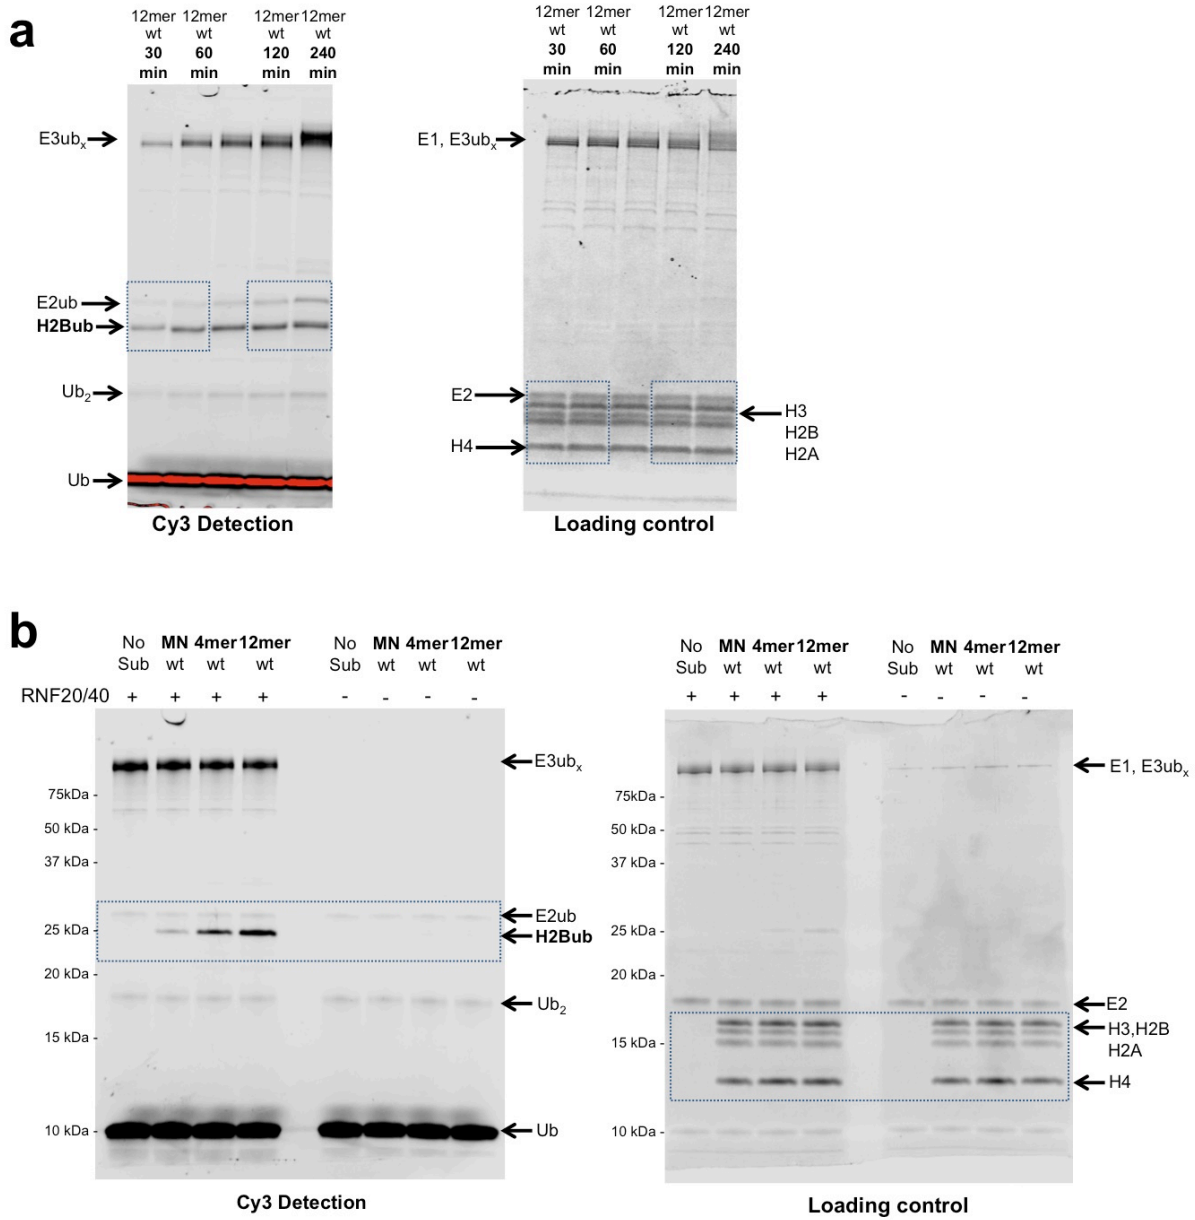 a
12mer 12mer 12mer 12mer
wt wt wt wt
30 60 120 240
min min min min
E3ubx
E2ub
H2Bub
Ub2
Ub
Cy3 Detection
12mer 12mer 12mer 12mer
wt wt wt wt
30 60 120 240
min min min min
E1, E3ubx
E2
H4
H3
H2B
H2A
Loading control
b
No MN 4mer 12mer No MN 4mer 12mer
Sub wt wt wt Sub wt wt wt
RNF20/40 + + + + - - - -
75kDa -
50 kDa -
37 kDa -
25 kDa -
20 kDa -
15 kDa -
10 kDa -
E3ubx
E2ub
H2Bub
Ub2
Ub
Cy3 Detection
No MN 4mer 12mer No MN 4mer 12mer
Sub wt wt wt Sub wt wt wt
+ + + + - - - -
75kDa -
50 kDa -
37 kDa -
25 kDa -
20 kDa -
15 kDa -
10 kDa -
E1, E3ubx
E2
H3,H2B
H2A
H4
Loading control